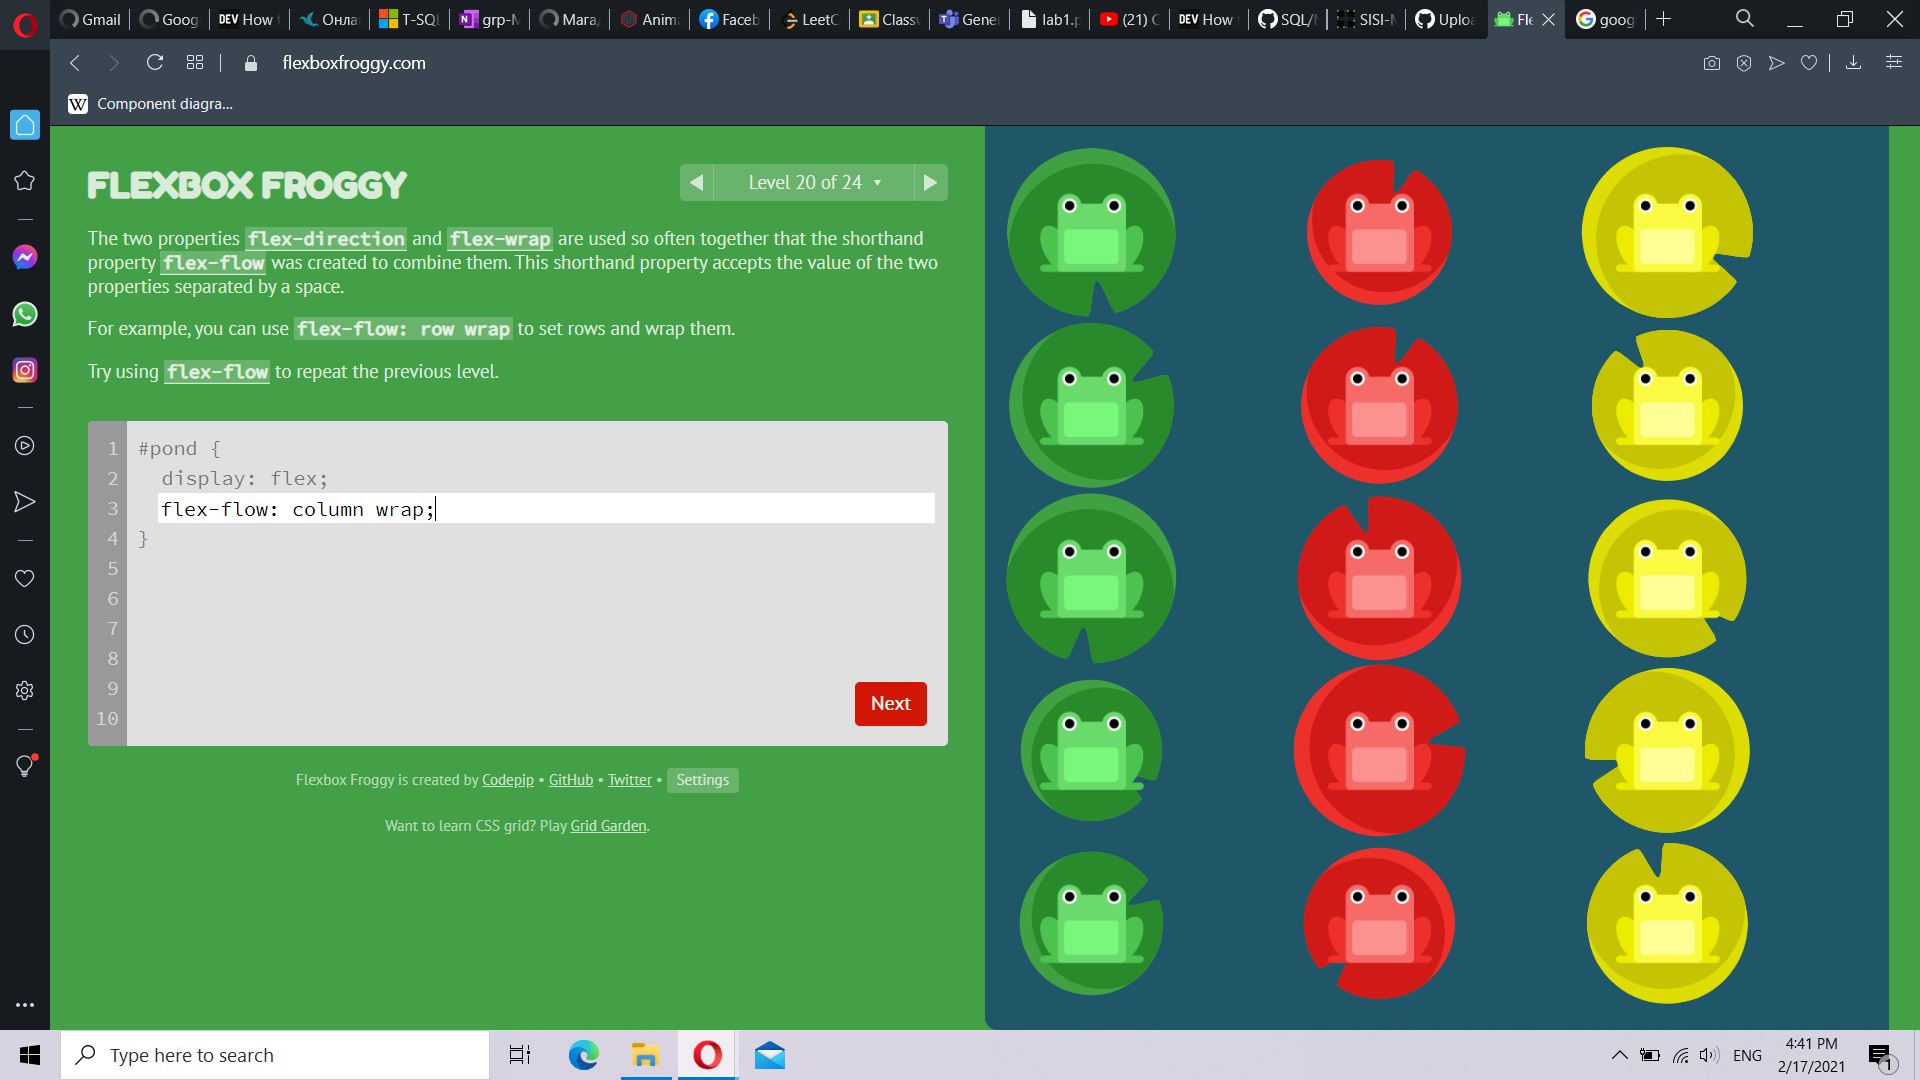 Gmail
Goog
DEV How
Онла
T-SQL
grp-M
Мага
Anima
Faceb
LeetC
Classw
Gener
lab1.p
(21) C
DEV How
SQL/
SISI-
Uploa
Fle
goog
flexboxfroggy.com
W Component diagra...
FLEXBOX FROGGY
Level 20 of 24
The two properties flex-direction and flex-wrap are used so often together that the shorthand
property flex-flow was created to combine them. This shorthand property accepts the value of the two
properties separated by a space.
For example, you can use flex-flow: row wrap to set rows and wrap them.
Try using flex-flow to repeat the previous level.
1 #pond {
2 display: flex;
3 flex-flow: column wrap;
4 }
5
6
7
8
9
10
Next
Flexbox Froggy is created by Codepip • GitHub • Twitter • Settings
Want to learn CSS grid? Play Grid Garden.
Type here to search
ENG
4:41 PM
2/17/2021
1